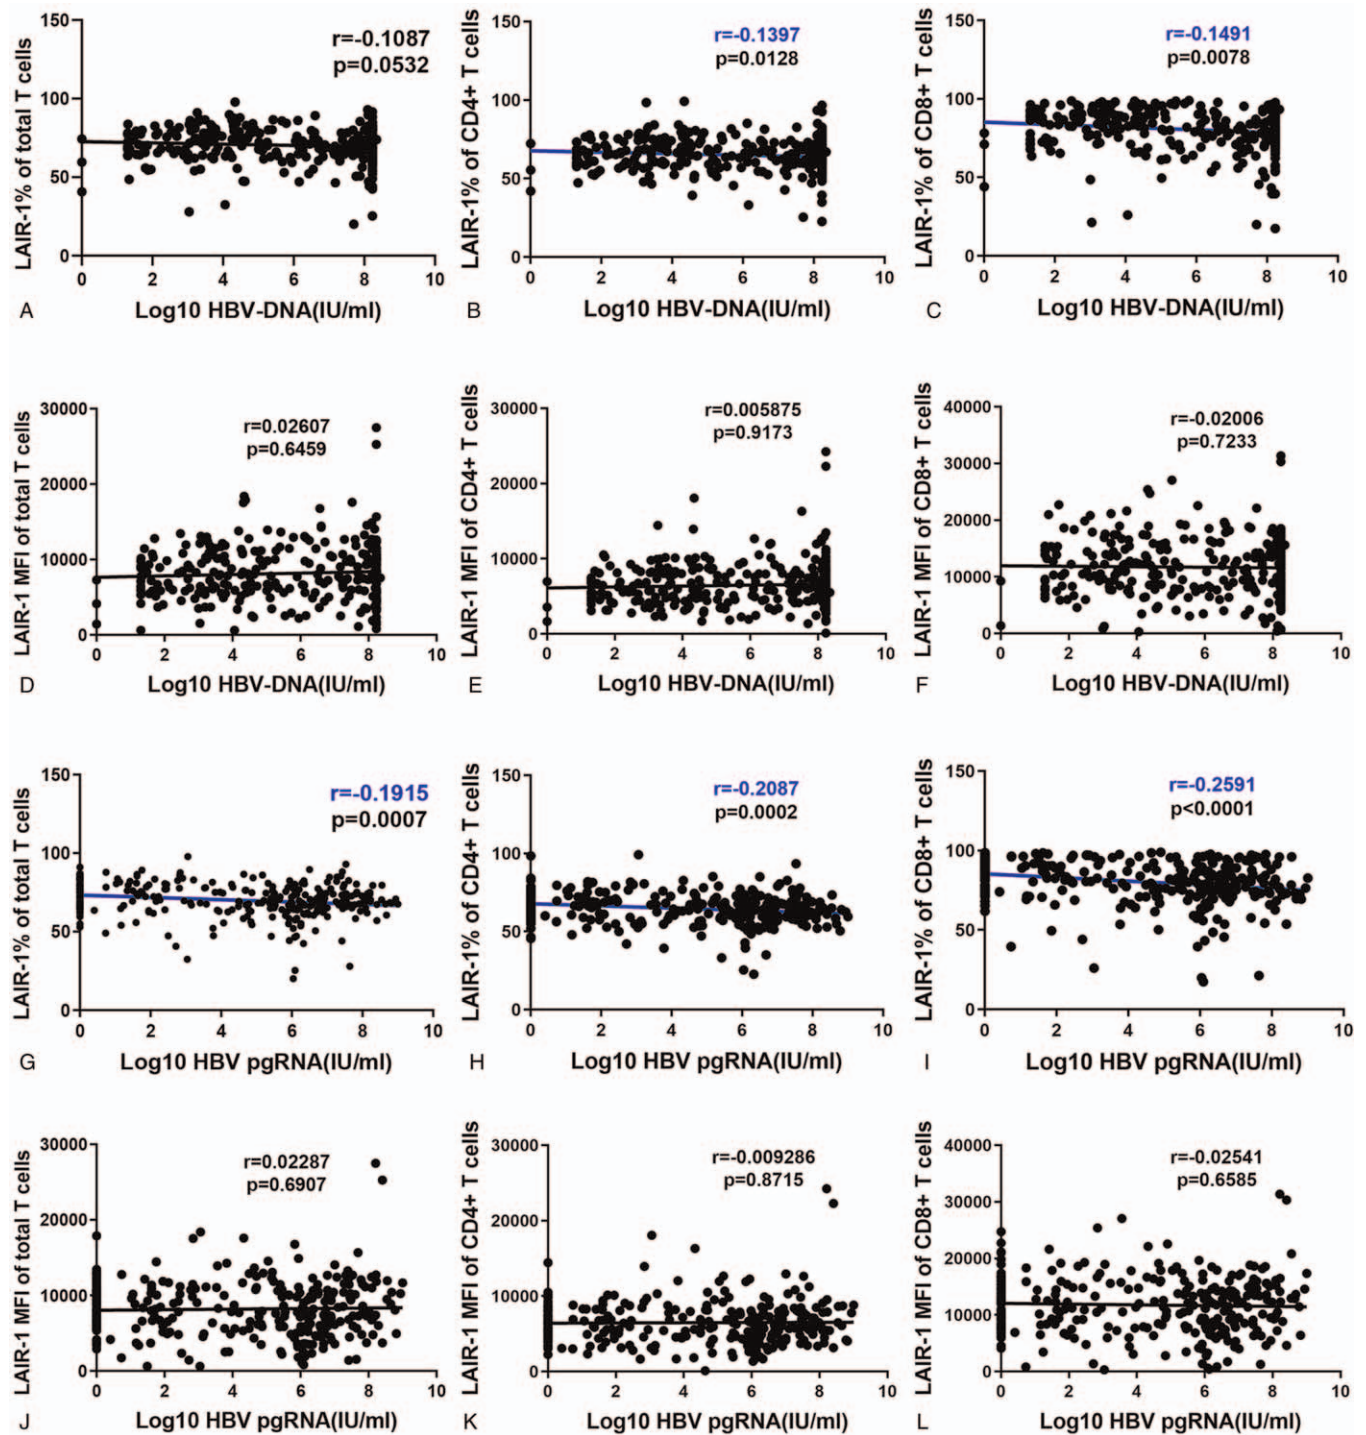 LAIR-1% of total T cells
150
100
50
0
0 2 4 6 8 10
r=-0.1087
p=0.0532
A
Log10 HBV-DNA(IU/ml)
LAIR-1% of CD4+ T cells
150
100
50
0
0 2 4 6 8 10
r=-0.1397
p=0.0128
B
Log10 HBV-DNA(IU/ml)
LAIR-1% of CD8+ T cells
150
100
50
0
0 2 4 6 8 10
r=-0.1491
p=0.0078
C
Log10 HBV-DNA(IU/ml)
LAIR-1 MFI of total T cells
30000
20000
10000
0
0 2 4 6 8 10
r=0.02607
p=0.6459
D
Log10 HBV-DNA(IU/ml)
LAIR-1 MFI of CD4+ T cells
30000
20000
10000
0
0 2 4 6 8 10
r=0.005875
p=0.9173
E
Log10 HBV-DNA(IU/ml)
LAIR-1 MFI of CD8+ T cells
40000
30000
20000
10000
0
0 2 4 6 8 10
r=-0.02006
p=0.7233
F
Log10 HBV-DNA(IU/ml)
LAIR-1% of total T cells
150
100
50
0
0 2 4 6 8 10
r=-0.1915
p=0.0007
G
Log10 HBV pgRNA(IU/ml)
LAIR-1% of CD4+ T cells
150
100
50
0
0 2 4 6 8 10
r=-0.2087
p=0.0002
H
Log10 HBV pgRNA(IU/ml)
LAIR-1% of CD8+ T cells
150
100
50
0
0 2 4 6 8 10
r=-0.2591
p<0.0001
I
Log10 HBV pgRNA(IU/ml)
LAIR-1 MFI of total T cells
30000
20000
10000
0
0 2 4 6 8 10
r=0.02287
p=0.6907
J
Log10 HBV pgRNA(IU/ml)
LAIR-1 MFI of CD4+ T cells
30000
20000
10000
0
0 2 4 6 8 10
r=-0.009286
p=0.8715
K
Log10 HBV pgRNA(IU/ml)
LAIR-1 MFI of CD8+ T cells
40000
30000
20000
10000
0
0 2 4 6 8 10
r=-0.02541
p=0.6585
L
Log10 HBV pgRNA(IU/ml)